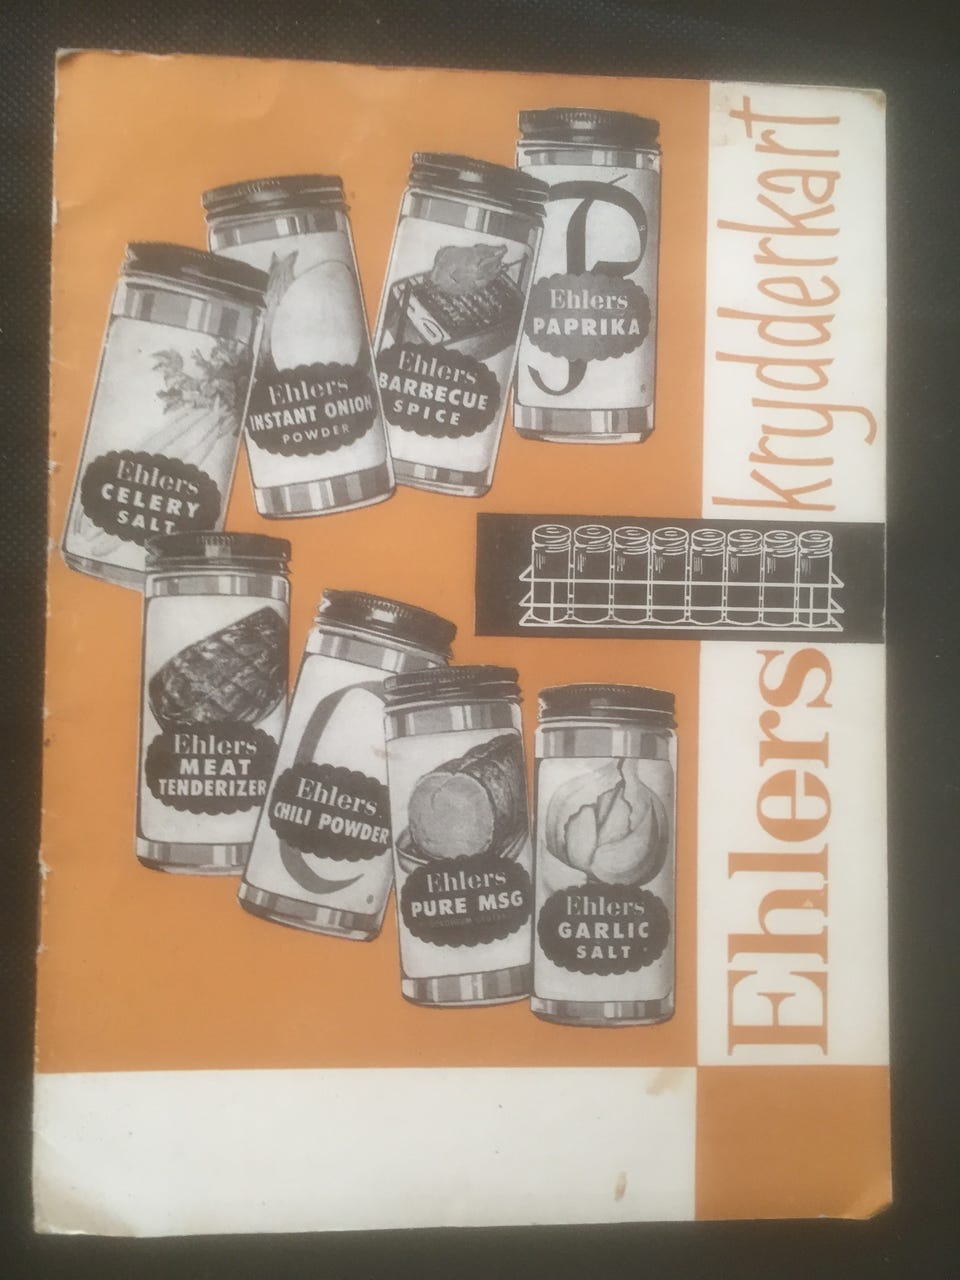 Ehlers
PAPRIKA
Ehlers
BARBECUE
SPICE
Ehlers
INSTANT ONION
POWDER
Ehlers
CELERY
SALT
Ehlers
MEAT
TENDERIZER
Ehlers
CHILI POWDER
Ehlers
PURE MSG
Ehlers
GARLIC
SALT
Ehlers krydderkart